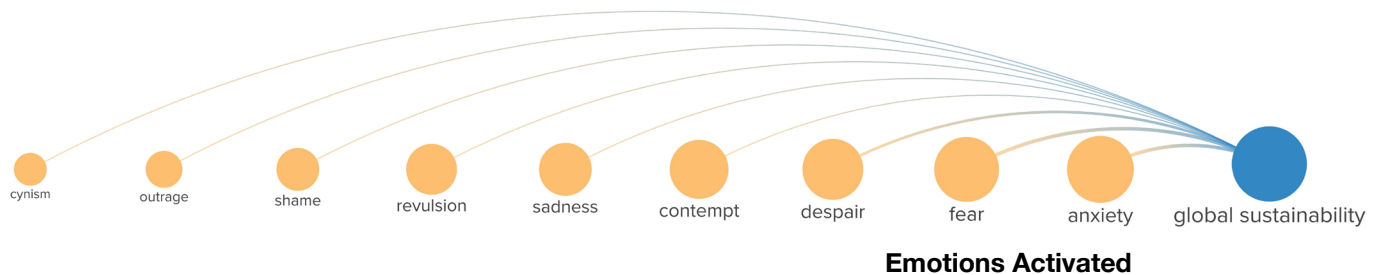 cynism
outrage
shame
revulsion
sadness
contempt
despair
fear
anxiety
global sustainability
Emotions Activated